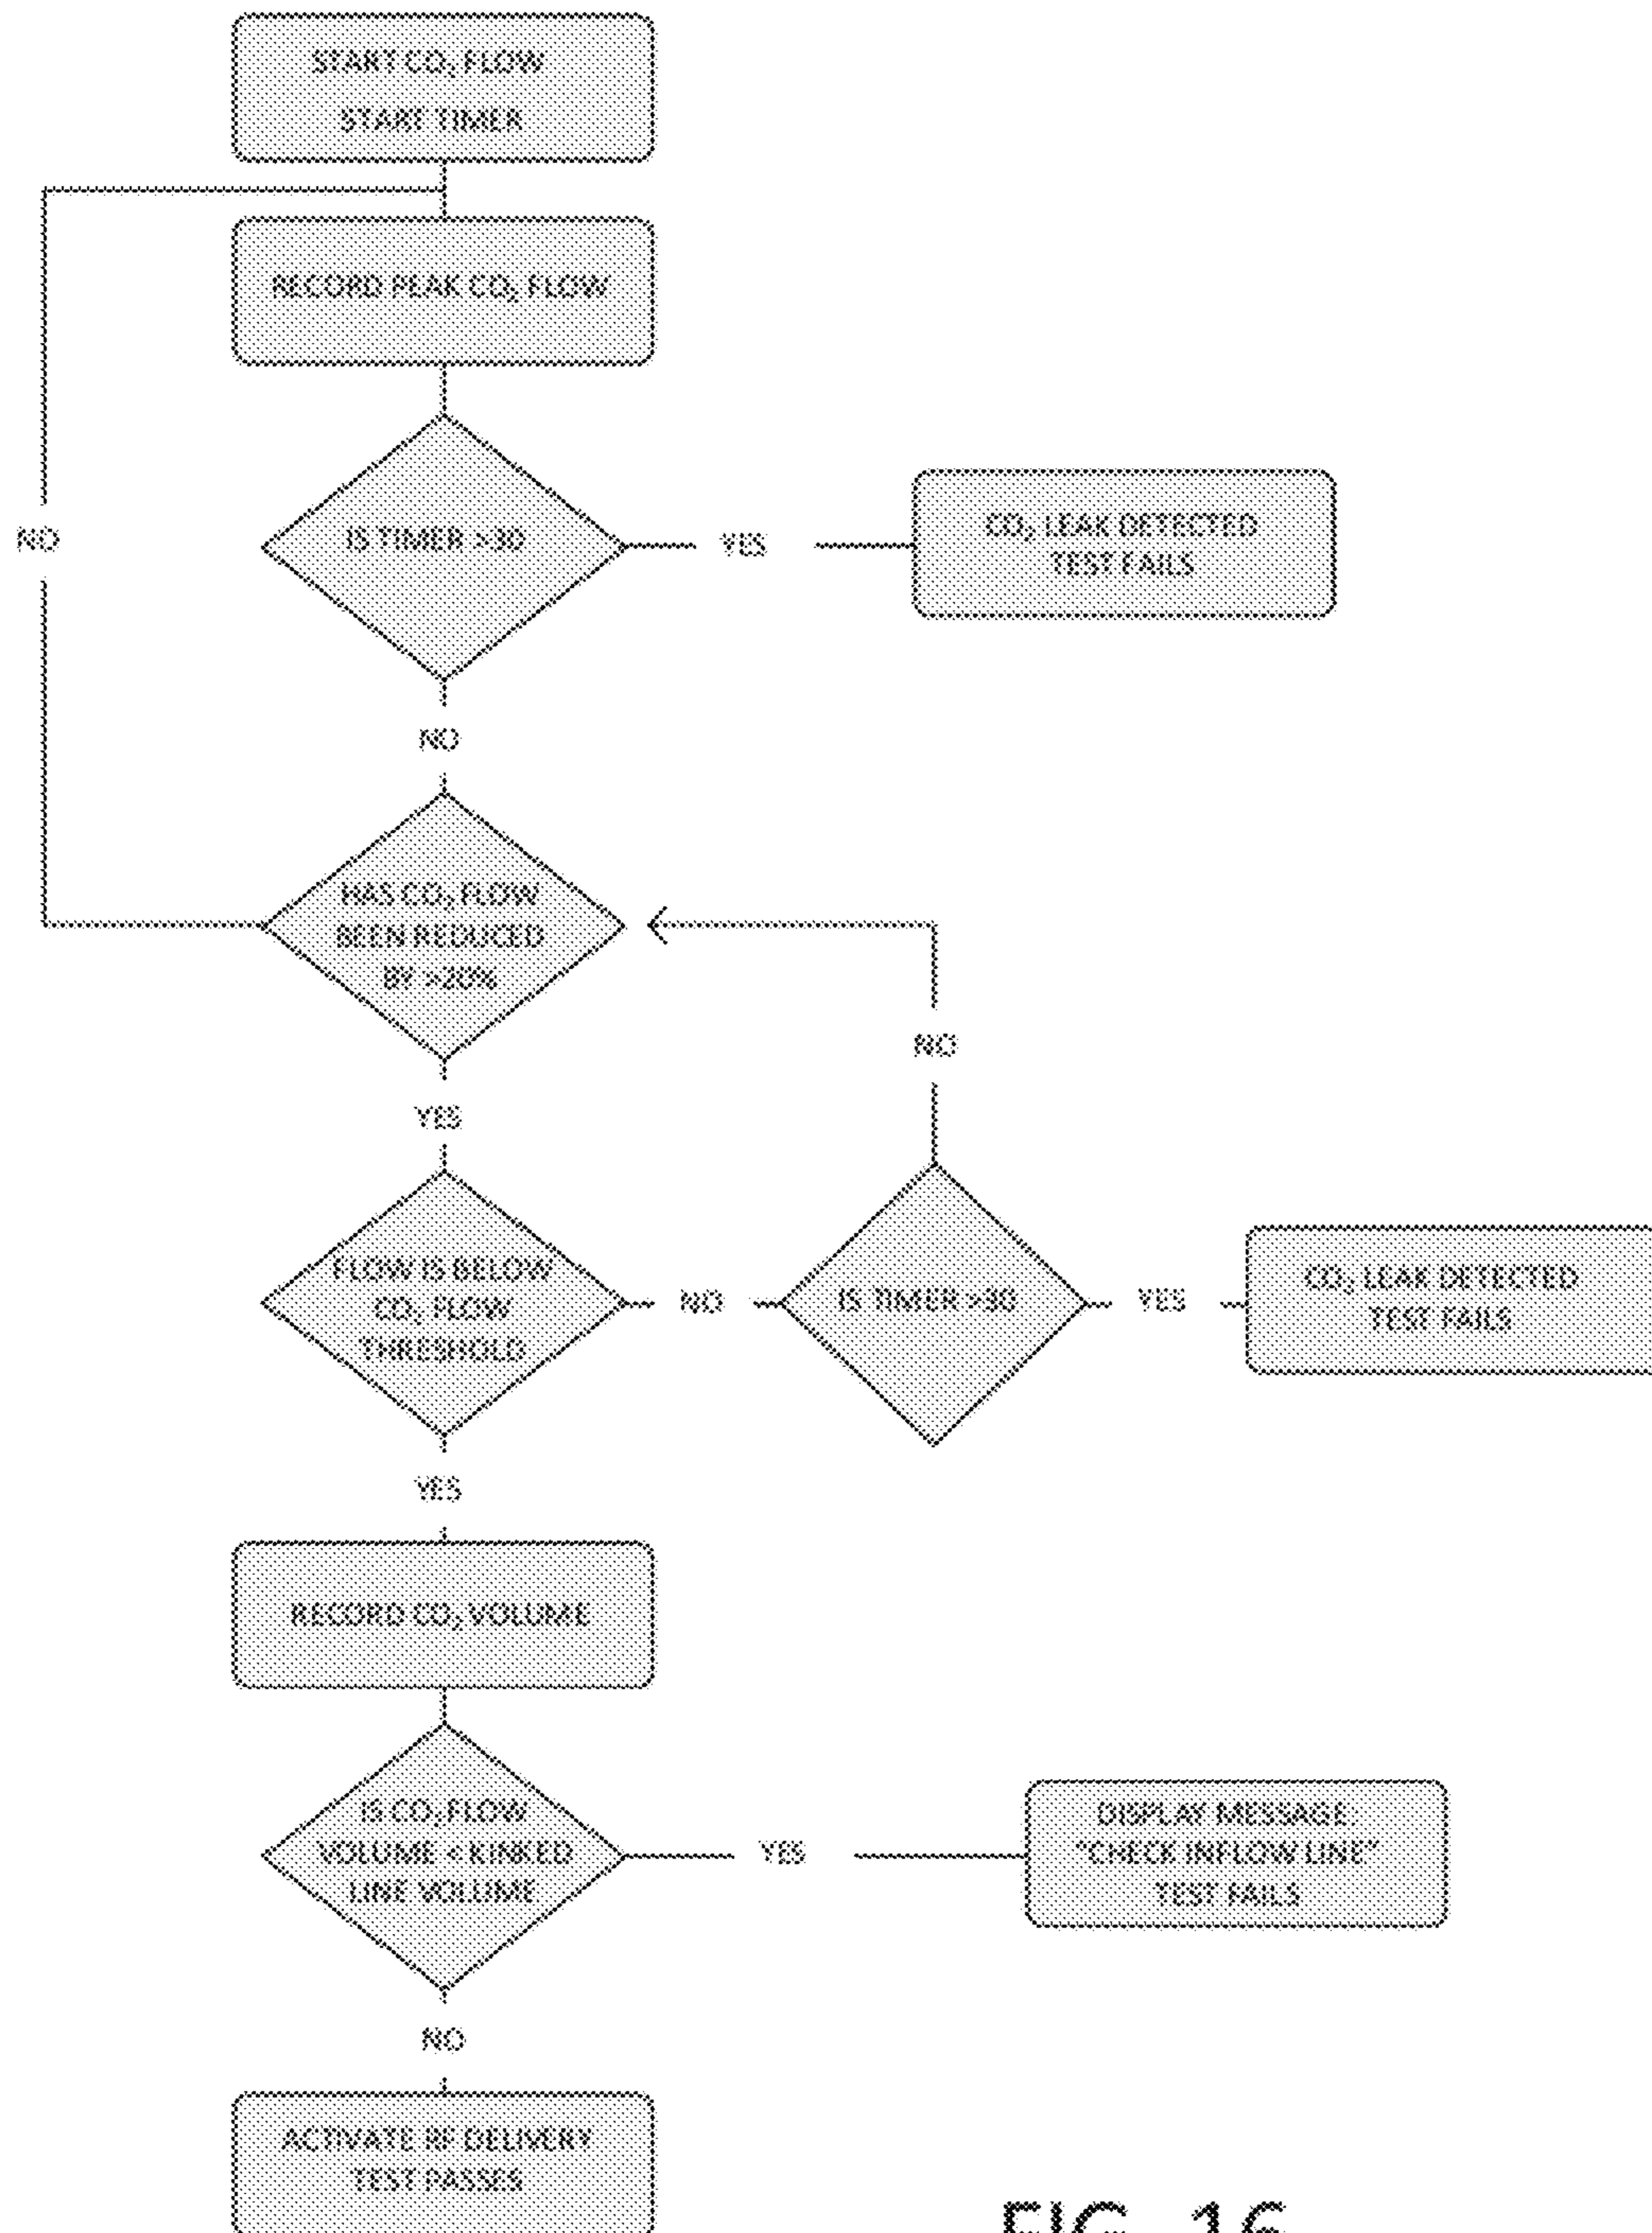 START CO₂ FLOW
START TIMER
RECORD PEAK CO₂ FLOW
IS TIMER >30
YES
CO₂ LEAK DETECTED
TEST FAILS
NO
NO
HAS CO₂ FLOW
BEEN REDUCED
BY >20%
NO
YES
FLOW IS BELOW
CO₂ FLOW
THRESHOLD
NO
IS TIMER >30
YES
CO₂ LEAK DETECTED
TEST FAILS
YES
RECORD CO₂ VOLUME
IS CO₂ FLOW
VOLUME < KINKED
LINE VOLUME
YES
DISPLAY MESSAGE
"CHECK INFLOW LINE"
TEST FAILS
NO
ACTIVATE RF DELIVERY
TEST PASSES
FIG. 16